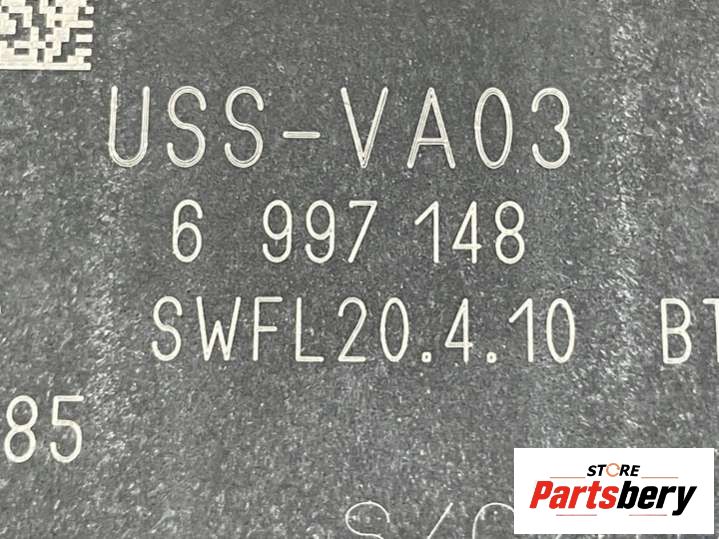 USS-VA03
6 997 148
SWFL20.4.10
85
STORE
Partsbery